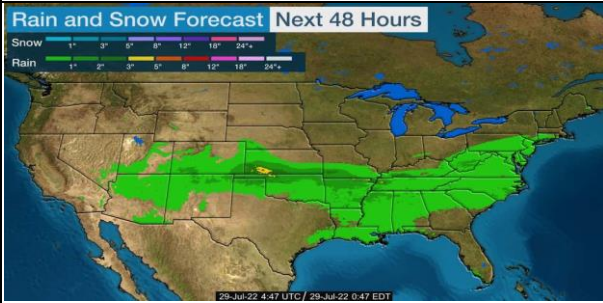 Rain and Snow Forecast Next 48 Hours
Snow 1" 3" 5" 8" 12" 18" 24"+
Rain 1" 2" 3" 5" 8" 12" 18" 24"+
29-Jul-22 4:47 UTC / 29-Jul-22 0:47 EDT